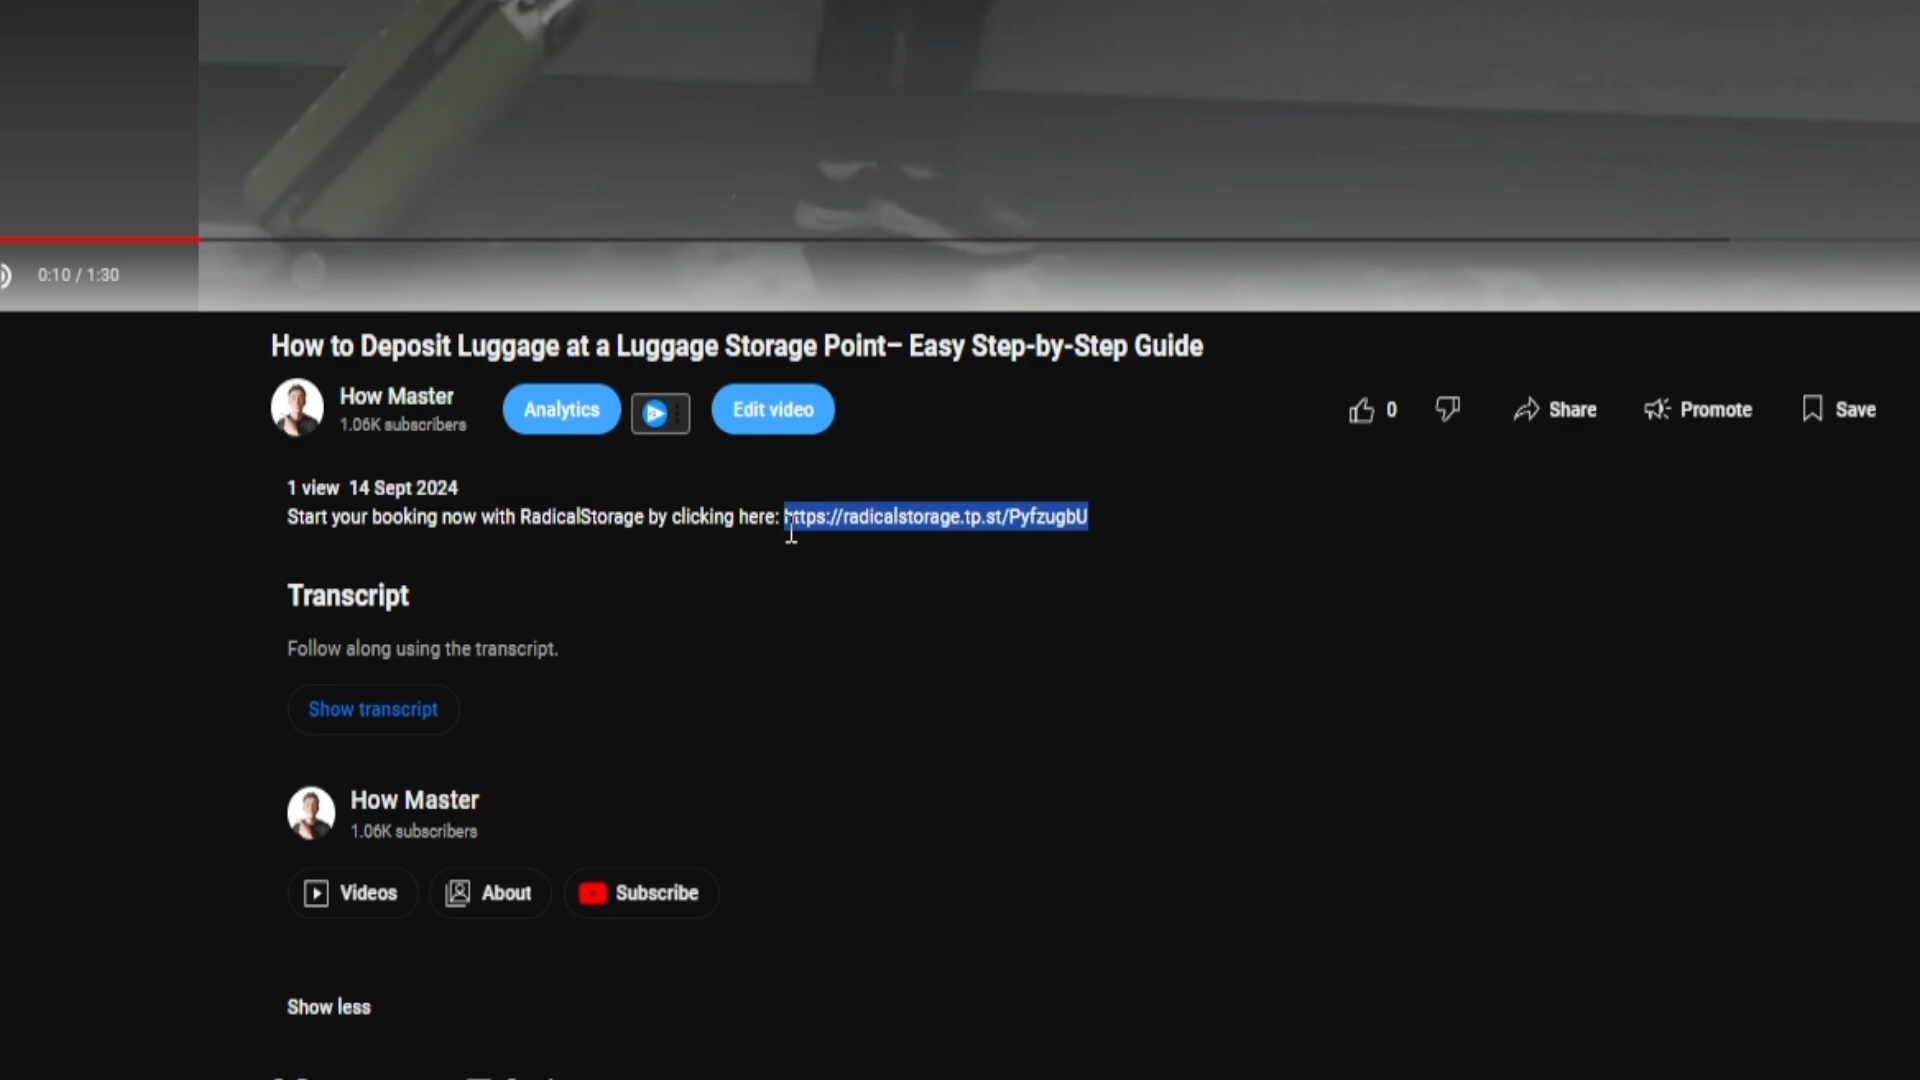 0:10 / 1:30
How to Deposit Luggage at a Luggage Storage Point– Easy Step-by-Step Guide
How Master
1.06K subscribers
Analytics
Edit video
0
Share
Promote
Save
1 view 14 Sept 2024
Start your booking now with RadicalStorage by clicking here: https://radicalstorage.tp.st/PyfzugbU
Transcript
Follow along using the transcript.
Show transcript
How Master
1.06K subscribers
Videos
About
Subscribe
Show less